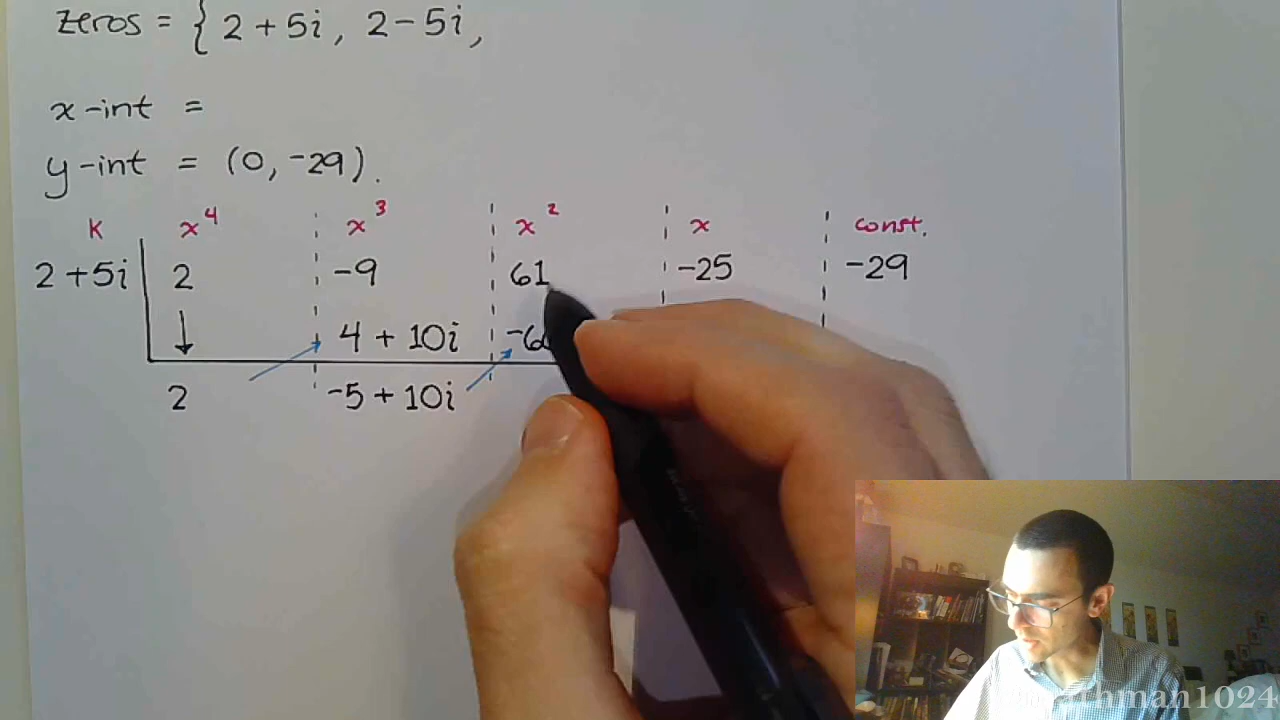 zeros = { 2 + 5i, 2 - 5i,
x-int =
y-int = (0, -29).
k x⁴ x³ x² x const.
2+5i 2 -9 61 -25 -29
4 + 10i
2 -5 + 10i